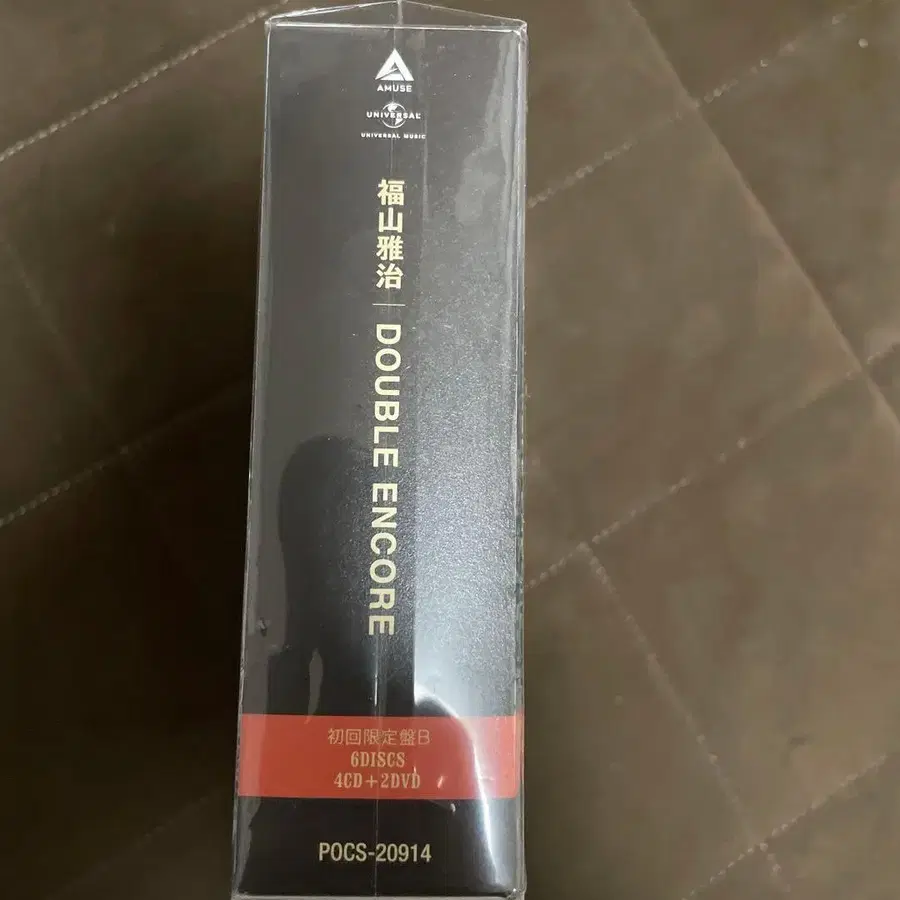 AMUSE
UNIVERSAL
UNIVERSAL MUSIC
福山雅治 | DOUBLE ENCORE
初回限定盤B
6DISCS
4CD+2DVD
POCS-20914